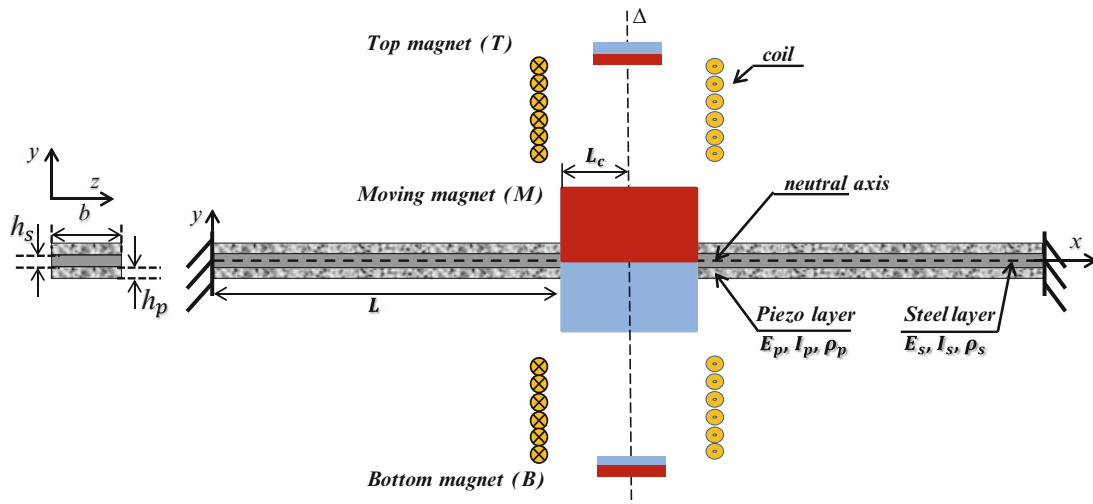 Δ
Top magnet (T)
coil
L_c
y
z
b
Moving magnet (M)
neutral axis
h_s
y
x
h_p
L
Piezo layer
Steel layer
E_p, I_p, ρ_p
E_s, I_s, ρ_s
Bottom magnet (B)